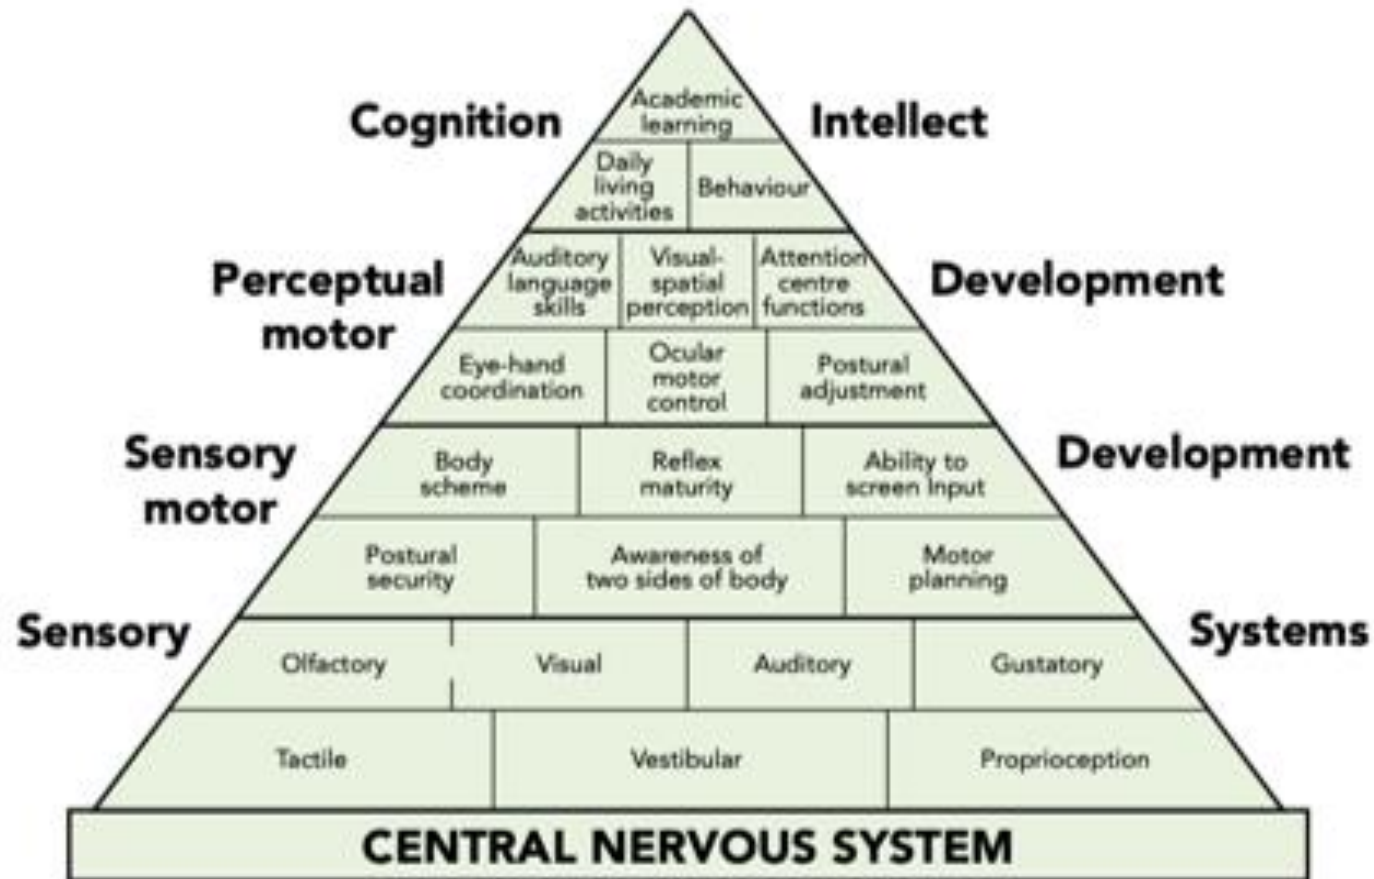 Academic
learning
Cognition
Intellect
Daily
living
activities
Behaviour
Auditory
language
skills
Visual-
spatial
perception
Attention
centre
functions
Perceptual
motor
Development
Eye-hand
coordination
Ocular
motor
control
Postural
adjustment
Sensory
motor
Development
Body
scheme
Reflex
maturity
Ability to
screen Input
Postural
security
Awareness of
two sides of body
Motor
planning
Sensory
Systems
Olfactory
Visual
Auditory
Gustatory
Tactile
Vestibular
Proprioception
CENTRAL NERVOUS SYSTEM